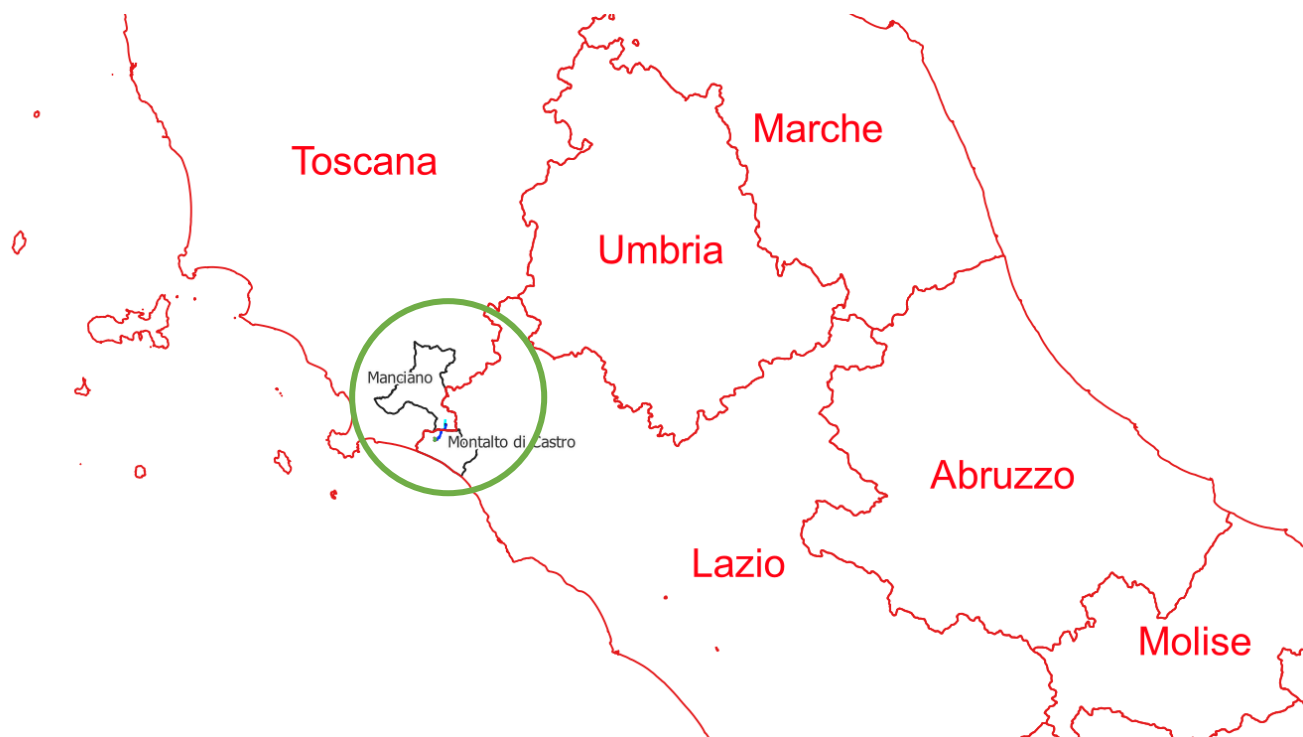 Marche
Toscana
Umbria
Manciano
Montalto di Castro
Abruzzo
Lazio
Molise